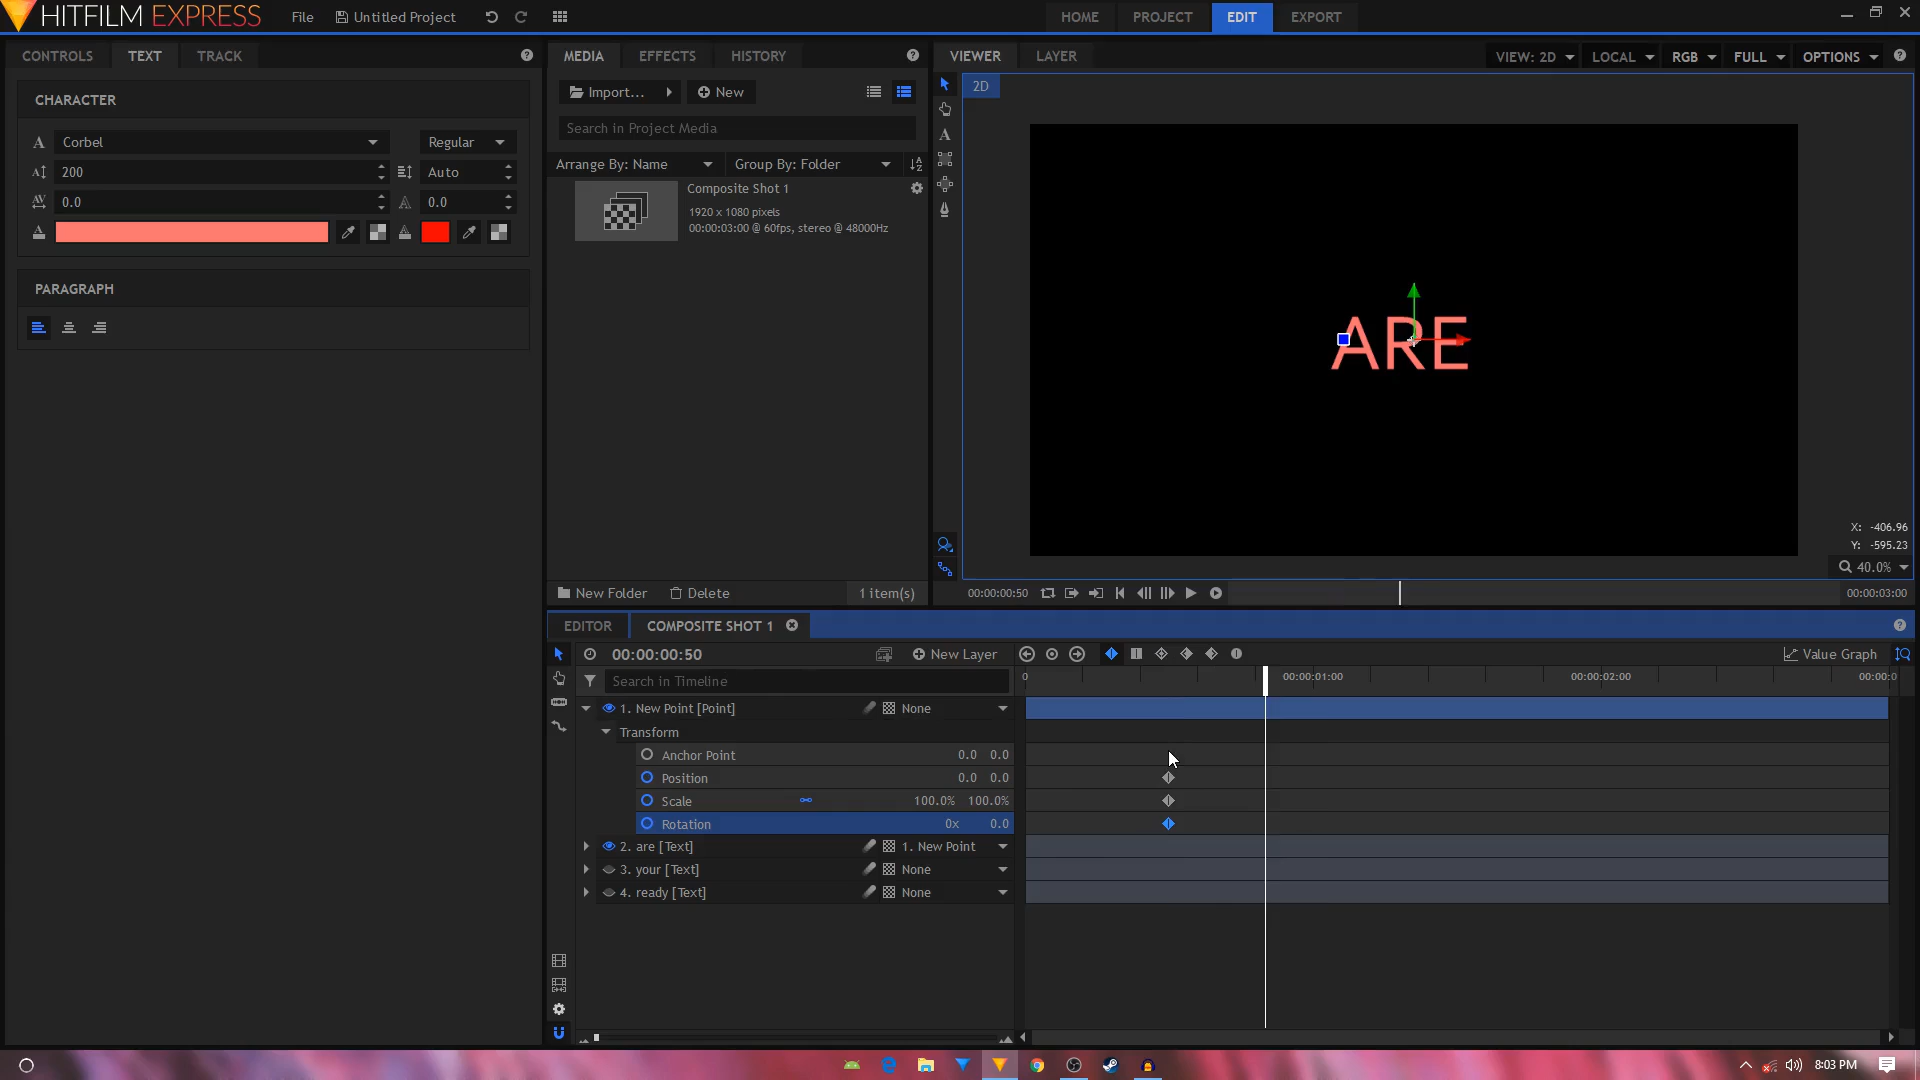 HITFILM EXPRESS
File
Untitled Project
HOME
PROJECT
EDIT
EXPORT
CONTROLS
TEXT
TRACK
CHARACTER
A Corbel
Regular
200
Auto
AV 0.0
0.0
PARAGRAPH
MEDIA
EFFECTS
HISTORY
Import...
New
Search in Project Media
Arrange By: Name
Group By: Folder
Composite Shot 1
1920 x 1080 pixels
00:00:03:00 @ 60fps, stereo @ 48000Hz
New Folder
Delete
1 item(s)
VIEWER
LAYER
VIEW: 2D
LOCAL
RGB
FULL
OPTIONS
2D
ARE
X: -406.96
Y: -595.23
40.0%
00:00:00:50
00:00:03:00
EDITOR
COMPOSITE SHOT 1
00:00:00:50
New Layer
Value Graph
Search in Timeline
0
00:00:01:00
00:00:02:00
00:00:0
1. New Point [Point]
None
Transform
Anchor Point 0.0 0.0
Position 0.0 0.0
Scale 100.0% 100.0%
Rotation 0x 0.0
2. are [Text] 1. New Point
3. your [Text] None
4. ready [Text] None
8:03 PM